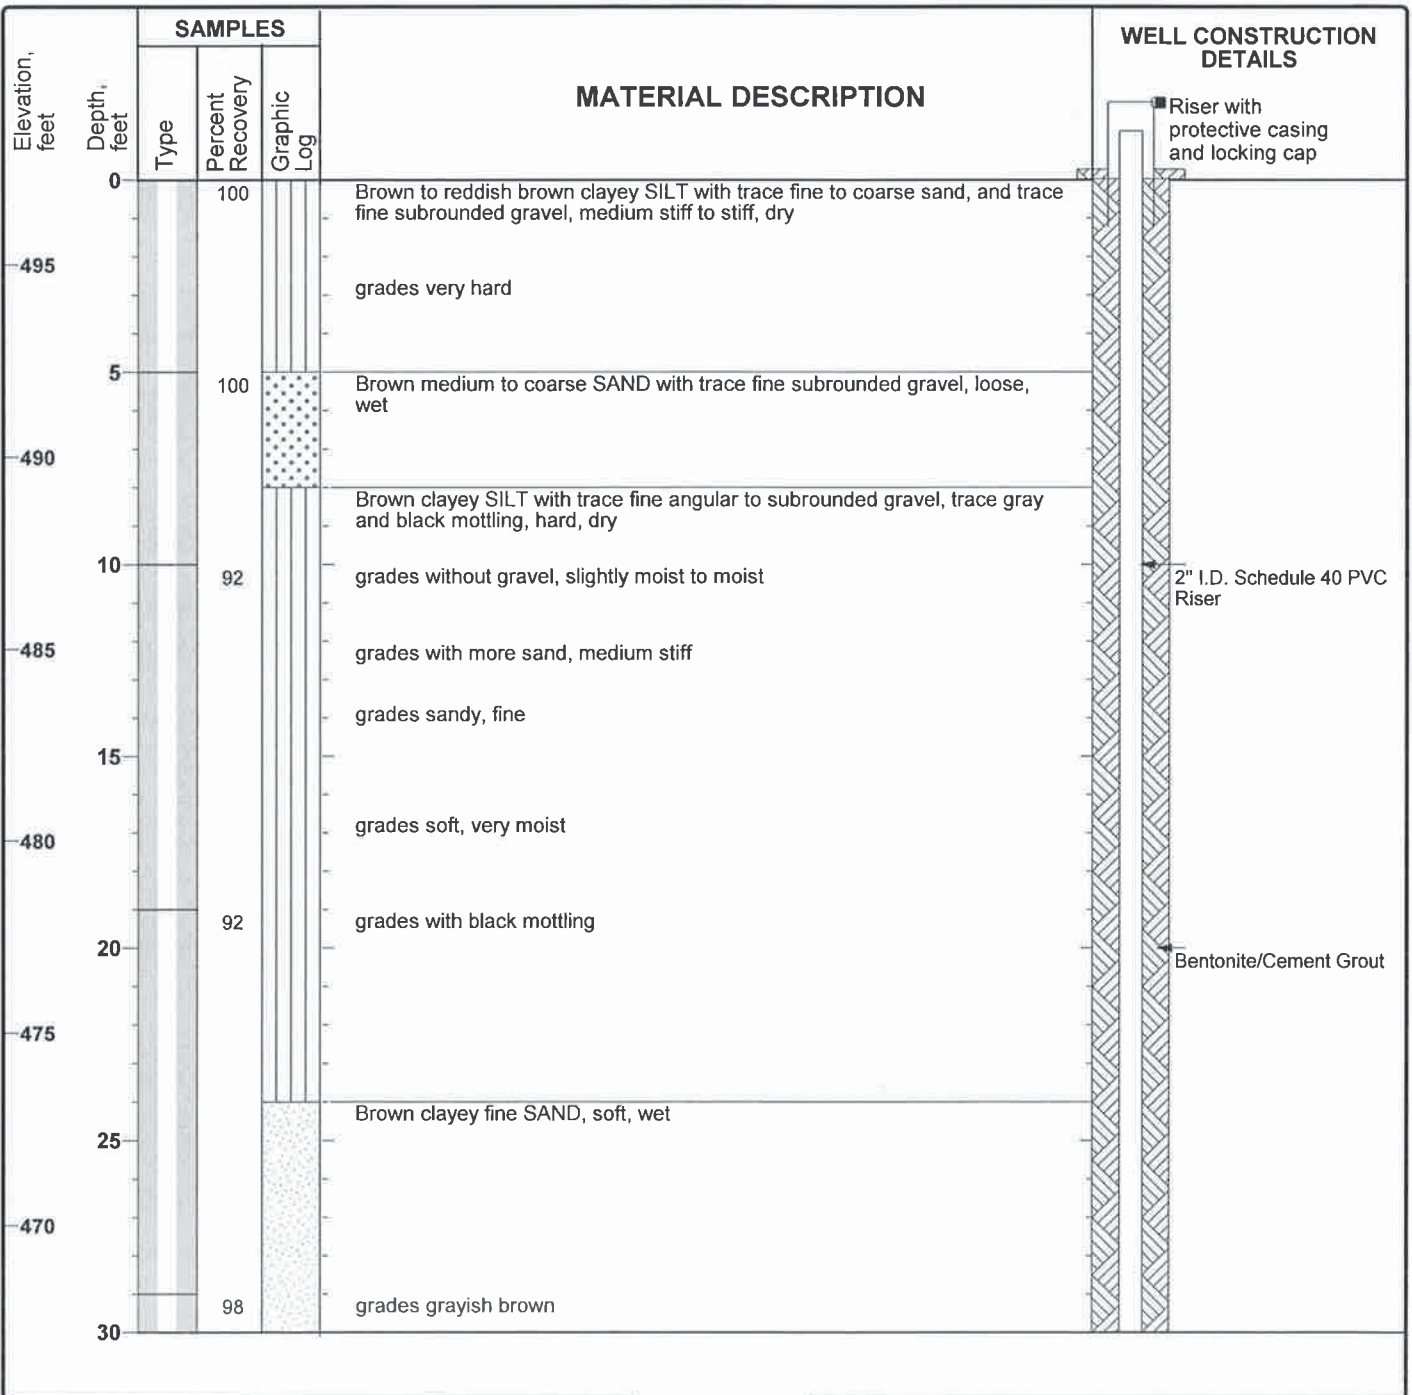 SAMPLES
Elevation,
feet
Depth,
feet
Type
Percent
Recovery
Graphic
Log
MATERIAL DESCRIPTION
WELL CONSTRUCTION
DETAILS
Riser with
protective casing
and locking cap
0
100
Brown to reddish brown clayey SILT with trace fine to coarse sand, and trace
fine subrounded gravel, medium stiff to stiff, dry
495
grades very hard
5
100
Brown medium to coarse SAND with trace fine subrounded gravel, loose,
wet
490
Brown clayey SILT with trace fine angular to subrounded gravel, trace gray
and black mottling, hard, dry
10
92
grades without gravel, slightly moist to moist
2" I.D. Schedule 40 PVC
Riser
485
grades with more sand, medium stiff
grades sandy, fine
15
480
grades soft, very moist
92
grades with black mottling
20
Bentonite/Cement Grout
475
Brown clayey fine SAND, soft, wet
25
470
98
grades grayish brown
30